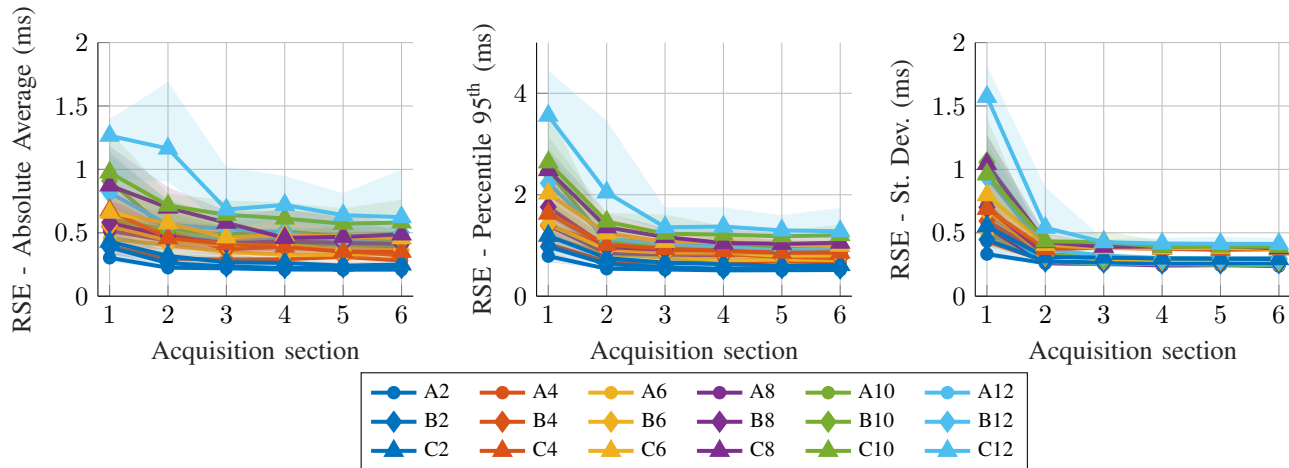 RSE - Absolute Average (ms)
2
1.5
1
0.5
0
1 2 3 4 5 6
Acquisition section
RSE - Percentile 95th (ms)
4
2
0
1 2 3 4 5 6
Acquisition section
RSE - St. Dev. (ms)
2
1.5
1
0.5
0
1 2 3 4 5 6
Acquisition section
A2 A4 A6 A8 A10 A12
B2 B4 B6 B8 B10 B12
C2 C4 C6 C8 C10 C12